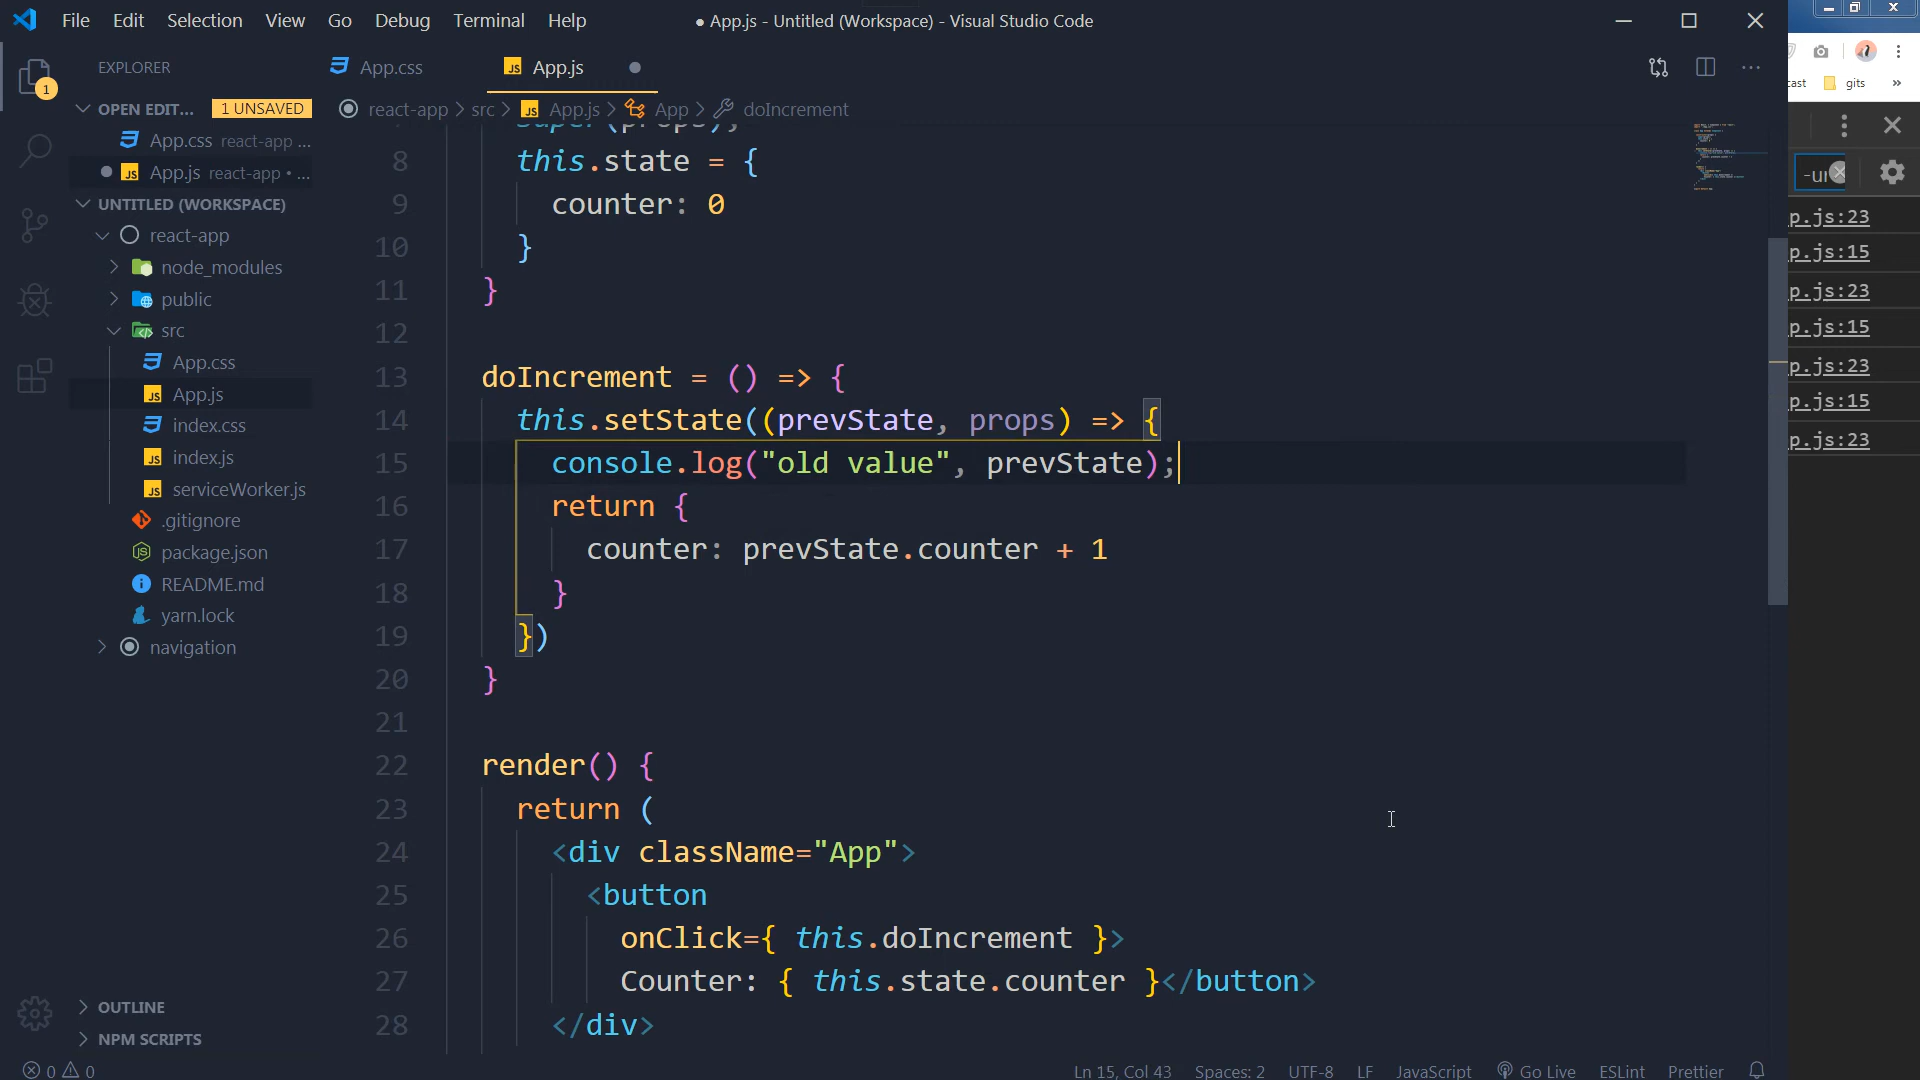 File Edit Selection View Go Debug Terminal Help
● App.js - Untitled (Workspace) - Visual Studio Code
EXPLORER
App.css
App.js
OPEN EDIT... 1 UNSAVED
react-app > src > App.js > App > doIncrement
App.css react-app ...
App.js react-app • ...
UNTITLED (WORKSPACE)
react-app
node_modules
public
src
App.css
App.js
index.css
index.js
serviceWorker.js
.gitignore
package.json
README.md
yarn.lock
navigation
OUTLINE
NPM SCRIPTS
1
super(props);
8 this.state = {
9 counter: 0
10 }
11 }
12
13 doIncrement = () => {
14 this.setState((prevState, props) => {
15 console.log("old value", prevState);
16 return {
17 counter: prevState.counter + 1
18 }
19 })
20 }
21
22 render() {
23 return (
24 <div className="App">
25 <button
26 onClick={ this.doIncrement }>
27 Counter: { this.state.counter }</button>
28 </div>
cast gits »
p.js:23
p.js:15
p.js:23
p.js:15
p.js:23
p.js:15
p.js:23
0 0
Ln 15, Col 43 Spaces: 2 UTF-8 LF JavaScript Go Live ESLint Prettier